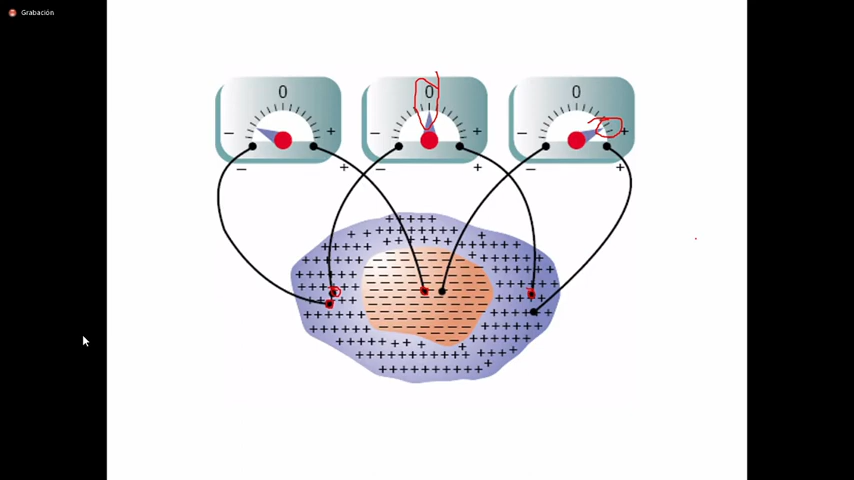 Grabación
0 0 0
− + − + − +
− + − + − +